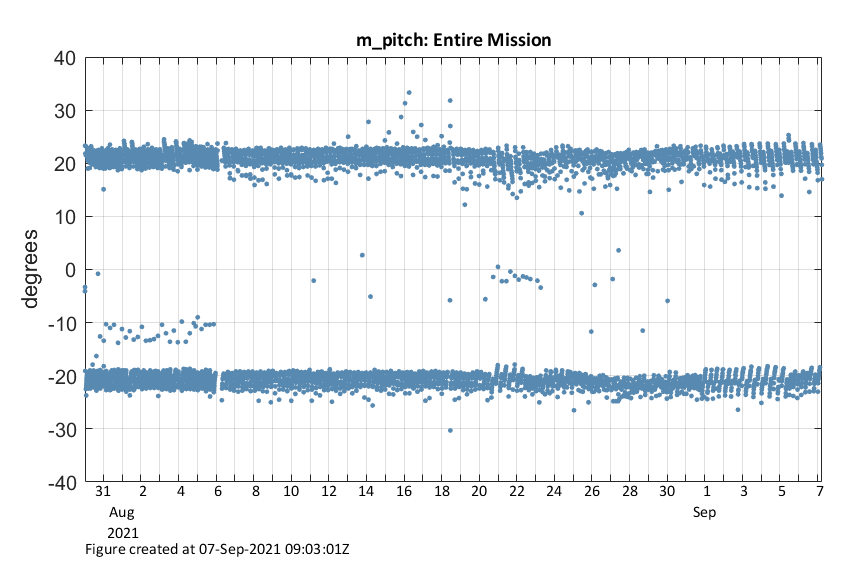 m_pitch: Entire Mission
40
30
20
10
0
-10
-20
-30
-40
degrees
31 2 4 6 8 10 12 14 16 18 20 22 24 26 28 30 1 3 5 7
Aug Sep
2021
Figure created at 07-Sep-2021 09:03:01Z